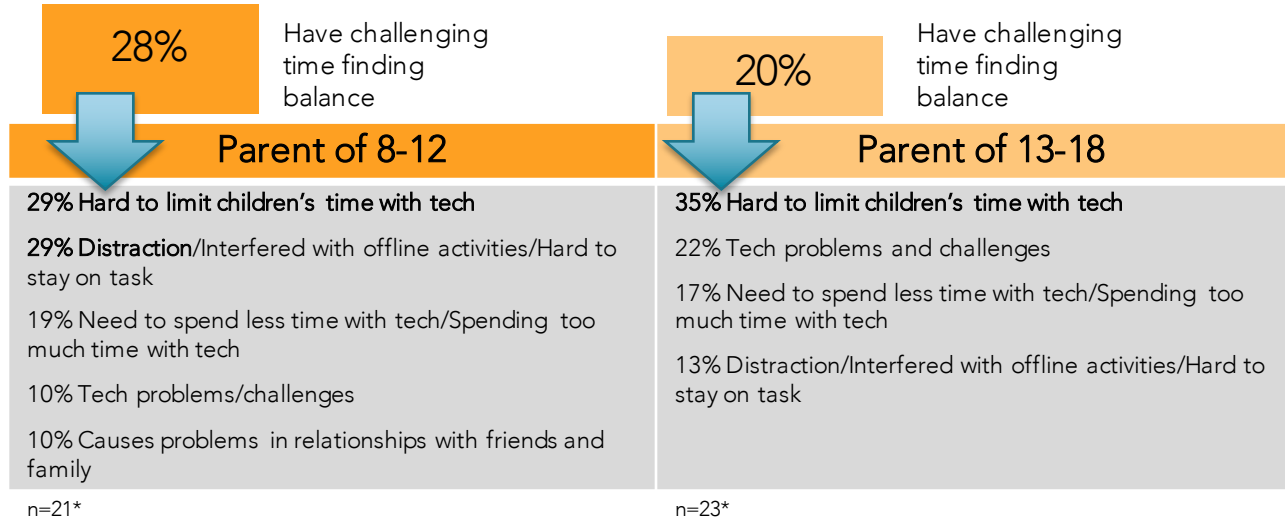 28%
Have challenging
time finding
balance
20%
Have challenging
time finding
balance
Parent of 8-12
Parent of 13-18
29% Hard to limit children's time with tech
29% Distraction/Interfered with offline activities/Hard to
stay on task
19% Need to spend less time with tech/Spending too
much time with tech
10% Tech problems/challenges
10% Causes problems in relationships with friends and
family
35% Hard to limit children's time with tech
22% Tech problems and challenges
17% Need to spend less time with tech/Spending too
much time with tech
13% Distraction/Interfered with offline activities/Hard to
stay on task
n=21*
n=23*